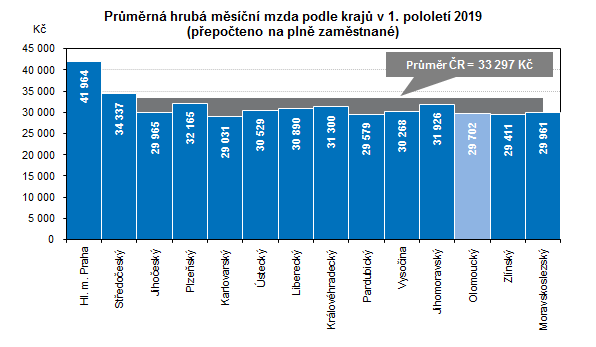 Průměrná hrubá měsíční mzda podle krajů v 1. pololetí 2019
(přepočteno na plně zaměstnané)
Kč
45 000
40 000
35 000
30 000
25 000
20 000
15 000
10 000
5 000
0
Průměr ČR = 33 297 Kč
41 964
34 337
29 965
32 165
29 031
30 529
30 890
31 300
29 579
30 268
31 926
29 702
29 411
29 961
Hl. m. Praha
Středočeský
Jihočeský
Plzeňský
Karlovarský
Ústecký
Liberecký
Královéhradecký
Pardubický
Vysočina
Jihomoravský
Olomoucký
Zlínský
Moravskoslezský